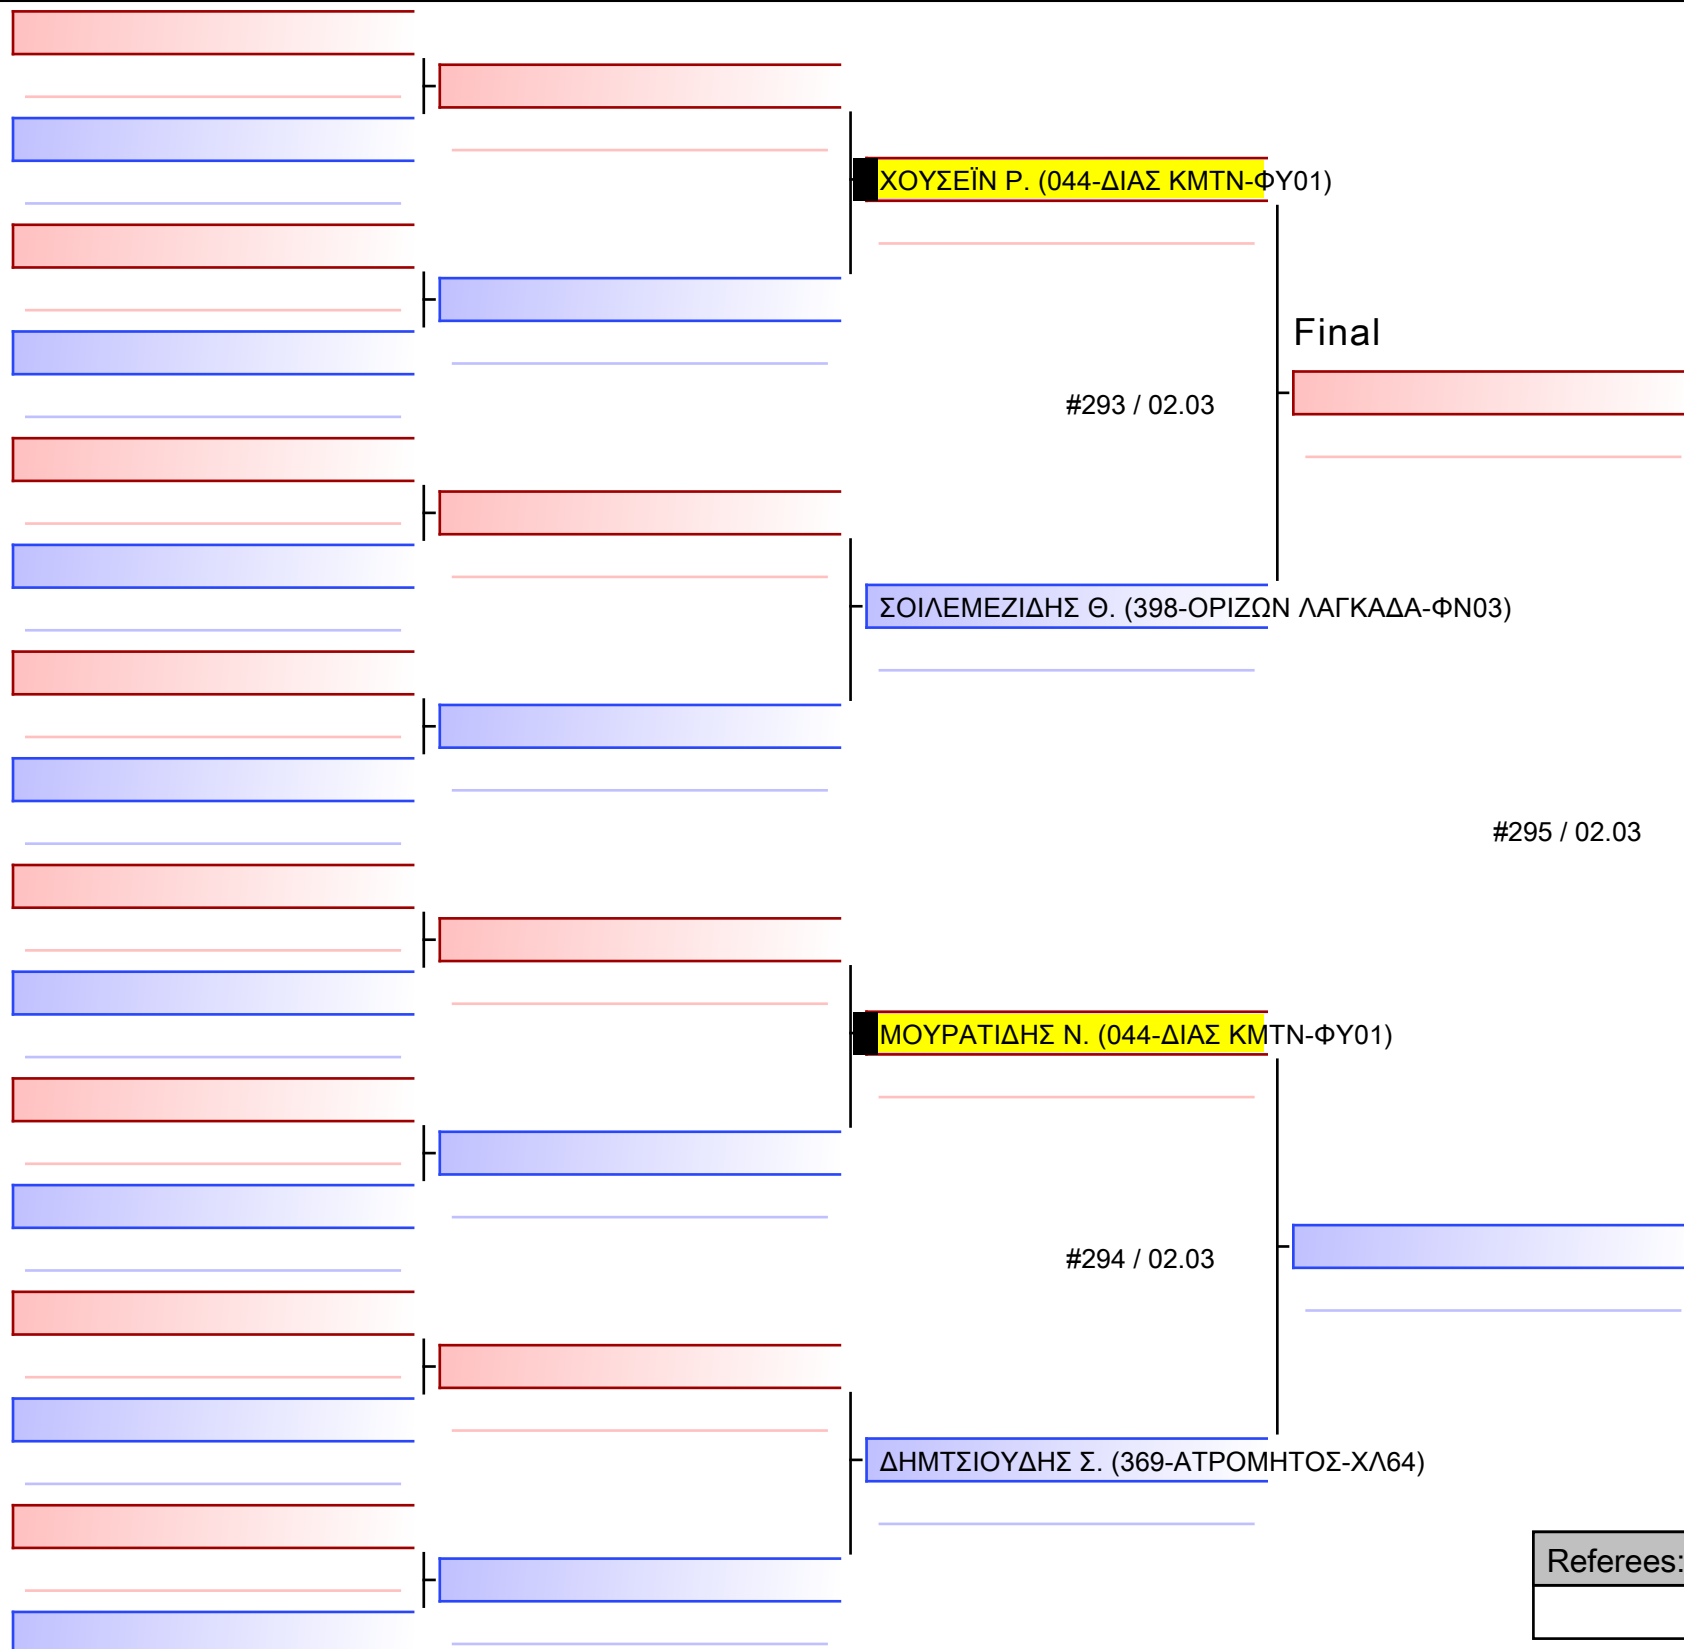 ΧΟΥΣΕΪΝ Ρ. (044-ΔΙΑΣ ΚΜΤΝ-ΦΥ01)
Final
#293 / 02.03
ΣΟΙΛΕΜΕΖΙΔΗΣ Θ. (398-ΟΡΙΖΩΝ ΛΑΓΚΑΔΑ-ΦΝ03)
#295 / 02.03
ΜΟΥΡΑΤΙΔΗΣ Ν. (044-ΔΙΑΣ ΚΜΤΝ-ΦΥ01)
#294 / 02.03
ΔΗΜΤΣΙΟΥΔΗΣ Σ. (369-ΑΤΡΟΜΗΤΟΣ-ΧΛ64)
Referees: